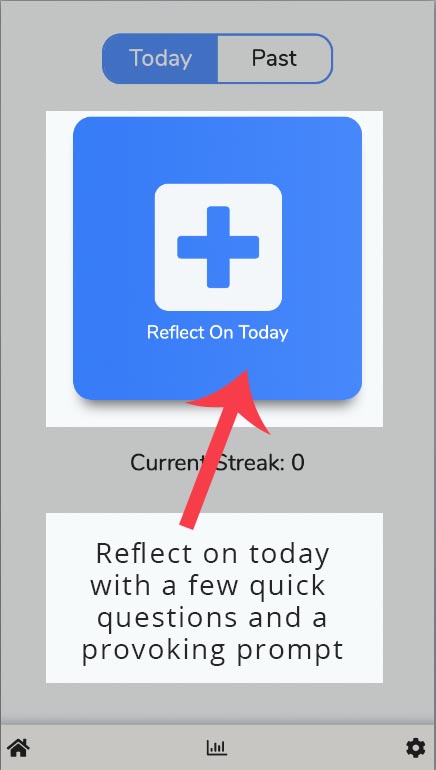 Today Past
Reflect On Today
Current Streak: 0
Reflect on today
with a few quick
questions and a
provoking prompt